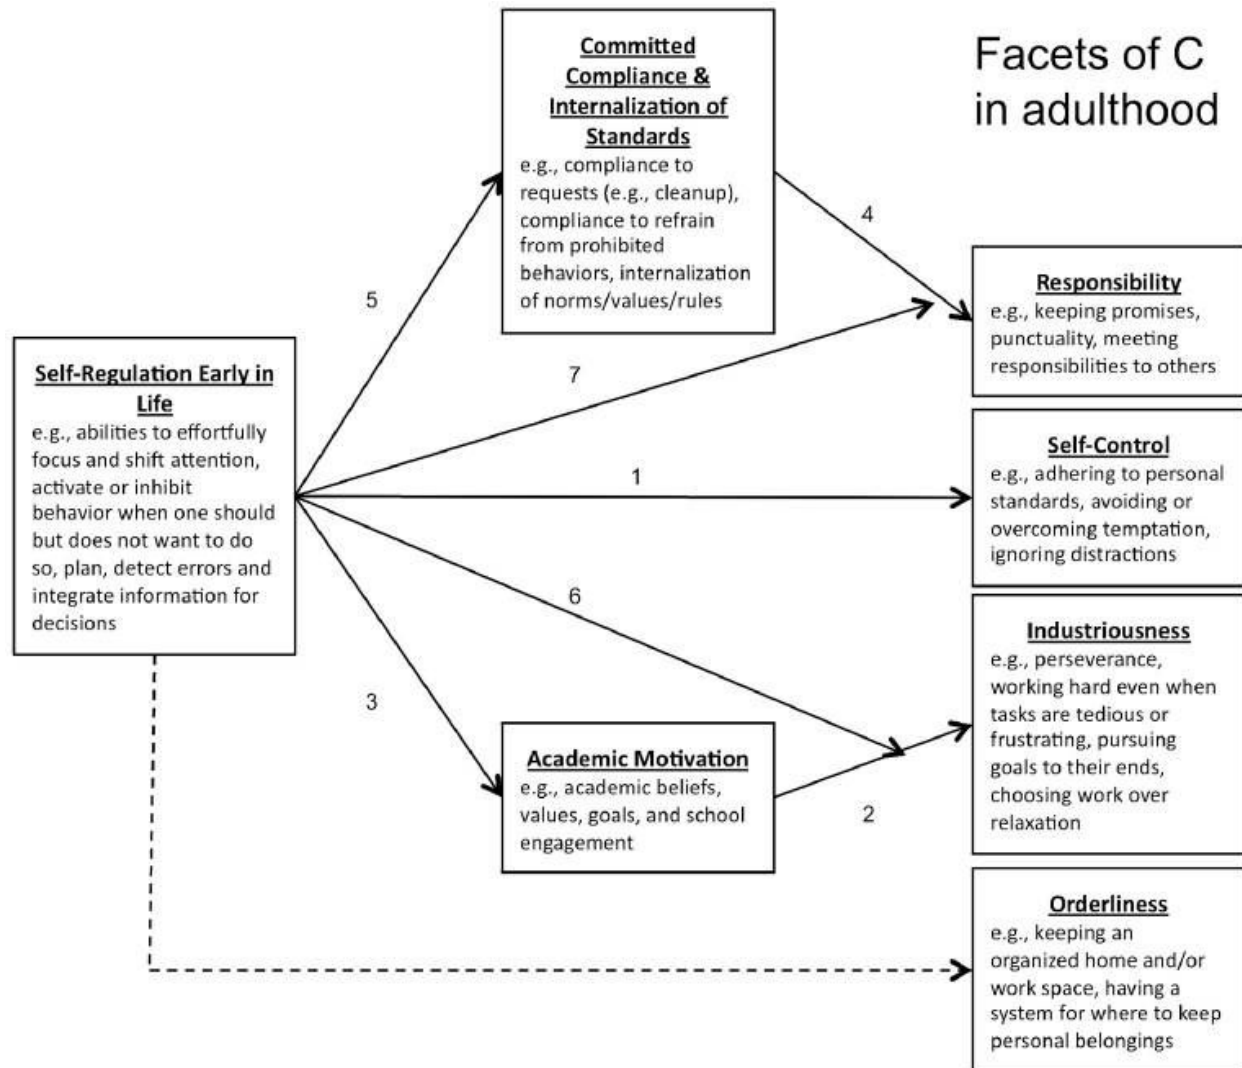 Facets of C
in adulthood
Committed
Compliance &
Internalization of
Standards
e.g., compliance to
requests (e.g., cleanup),
compliance to refrain
from prohibited
behaviors, internalization
of norms/values/rules
4
5
Responsibility
e.g., keeping promises,
punctuality, meeting
responsibilities to others
Self-Regulation Early in
Life
e.g., abilities to effortfully
focus and shift attention,
activate or inhibit
behavior when one should
but does not want to do
so, plan, detect errors and
integrate information for
decisions
7
1
Self-Control
e.g., adhering to personal
standards, avoiding or
overcoming temptation,
ignoring distractions
6
3
Industriousness
e.g., perseverance,
working hard even when
tasks are tedious or
frustrating, pursuing
goals to their ends,
choosing work over
relaxation
Academic Motivation
e.g., academic beliefs,
values, goals, and school
engagement
2
Orderliness
e.g., keeping an
organized home and/or
work space, having a
system for where to keep
personal belongings